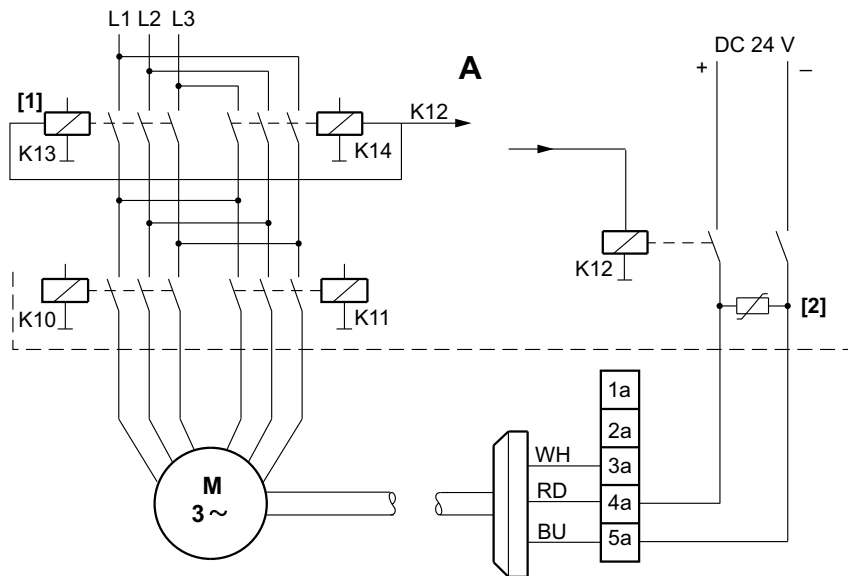 L1 L2 L3
DC 24 V
A
+ –
[1]
K12
K13
K14
K12
[2]
K10
K11
1a
2a
WH 3a
RD 4a
BU 5a
M
3 ~